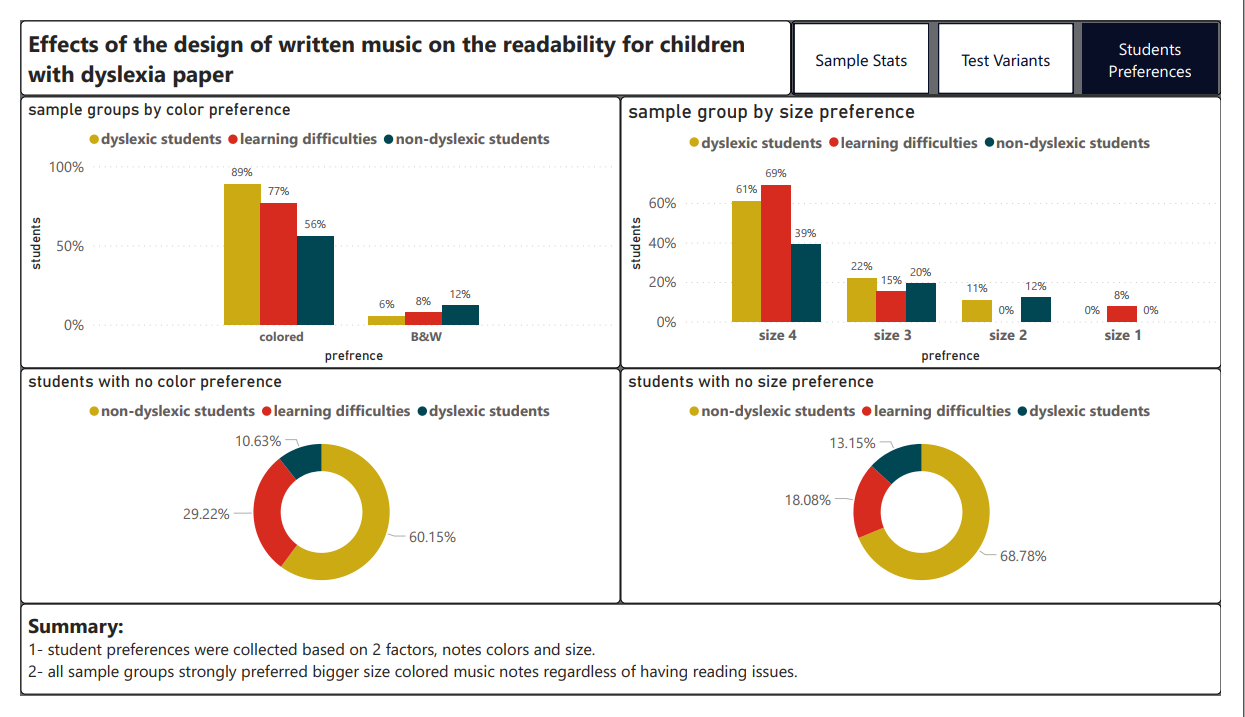 Effects of the design of written music on the readability for children
with dyslexia paper
Sample Stats
Test Variants
Students
Preferences
sample groups by color preference
dyslexic students learning difficulties non-dyslexic students
100%
50%
0%
students
89%
77%
56%
6%
8%
12%
colored
B&W
prefrence
sample group by size preference
dyslexic students learning difficulties non-dyslexic students
60%
40%
20%
0%
students
61%
69%
39%
22%
15%
20%
11%
0%
12%
0%
8%
0%
size 4
size 3
size 2
size 1
prefrence
students with no color preference
non-dyslexic students learning difficulties dyslexic students
10.63%
29.22%
60.15%
students with no size preference
non-dyslexic students learning difficulties dyslexic students
13.15%
18.08%
68.78%
Summary:
1- student preferences were collected based on 2 factors, notes colors and size.
2- all sample groups strongly preferred bigger size colored music notes regardless of having reading issues.